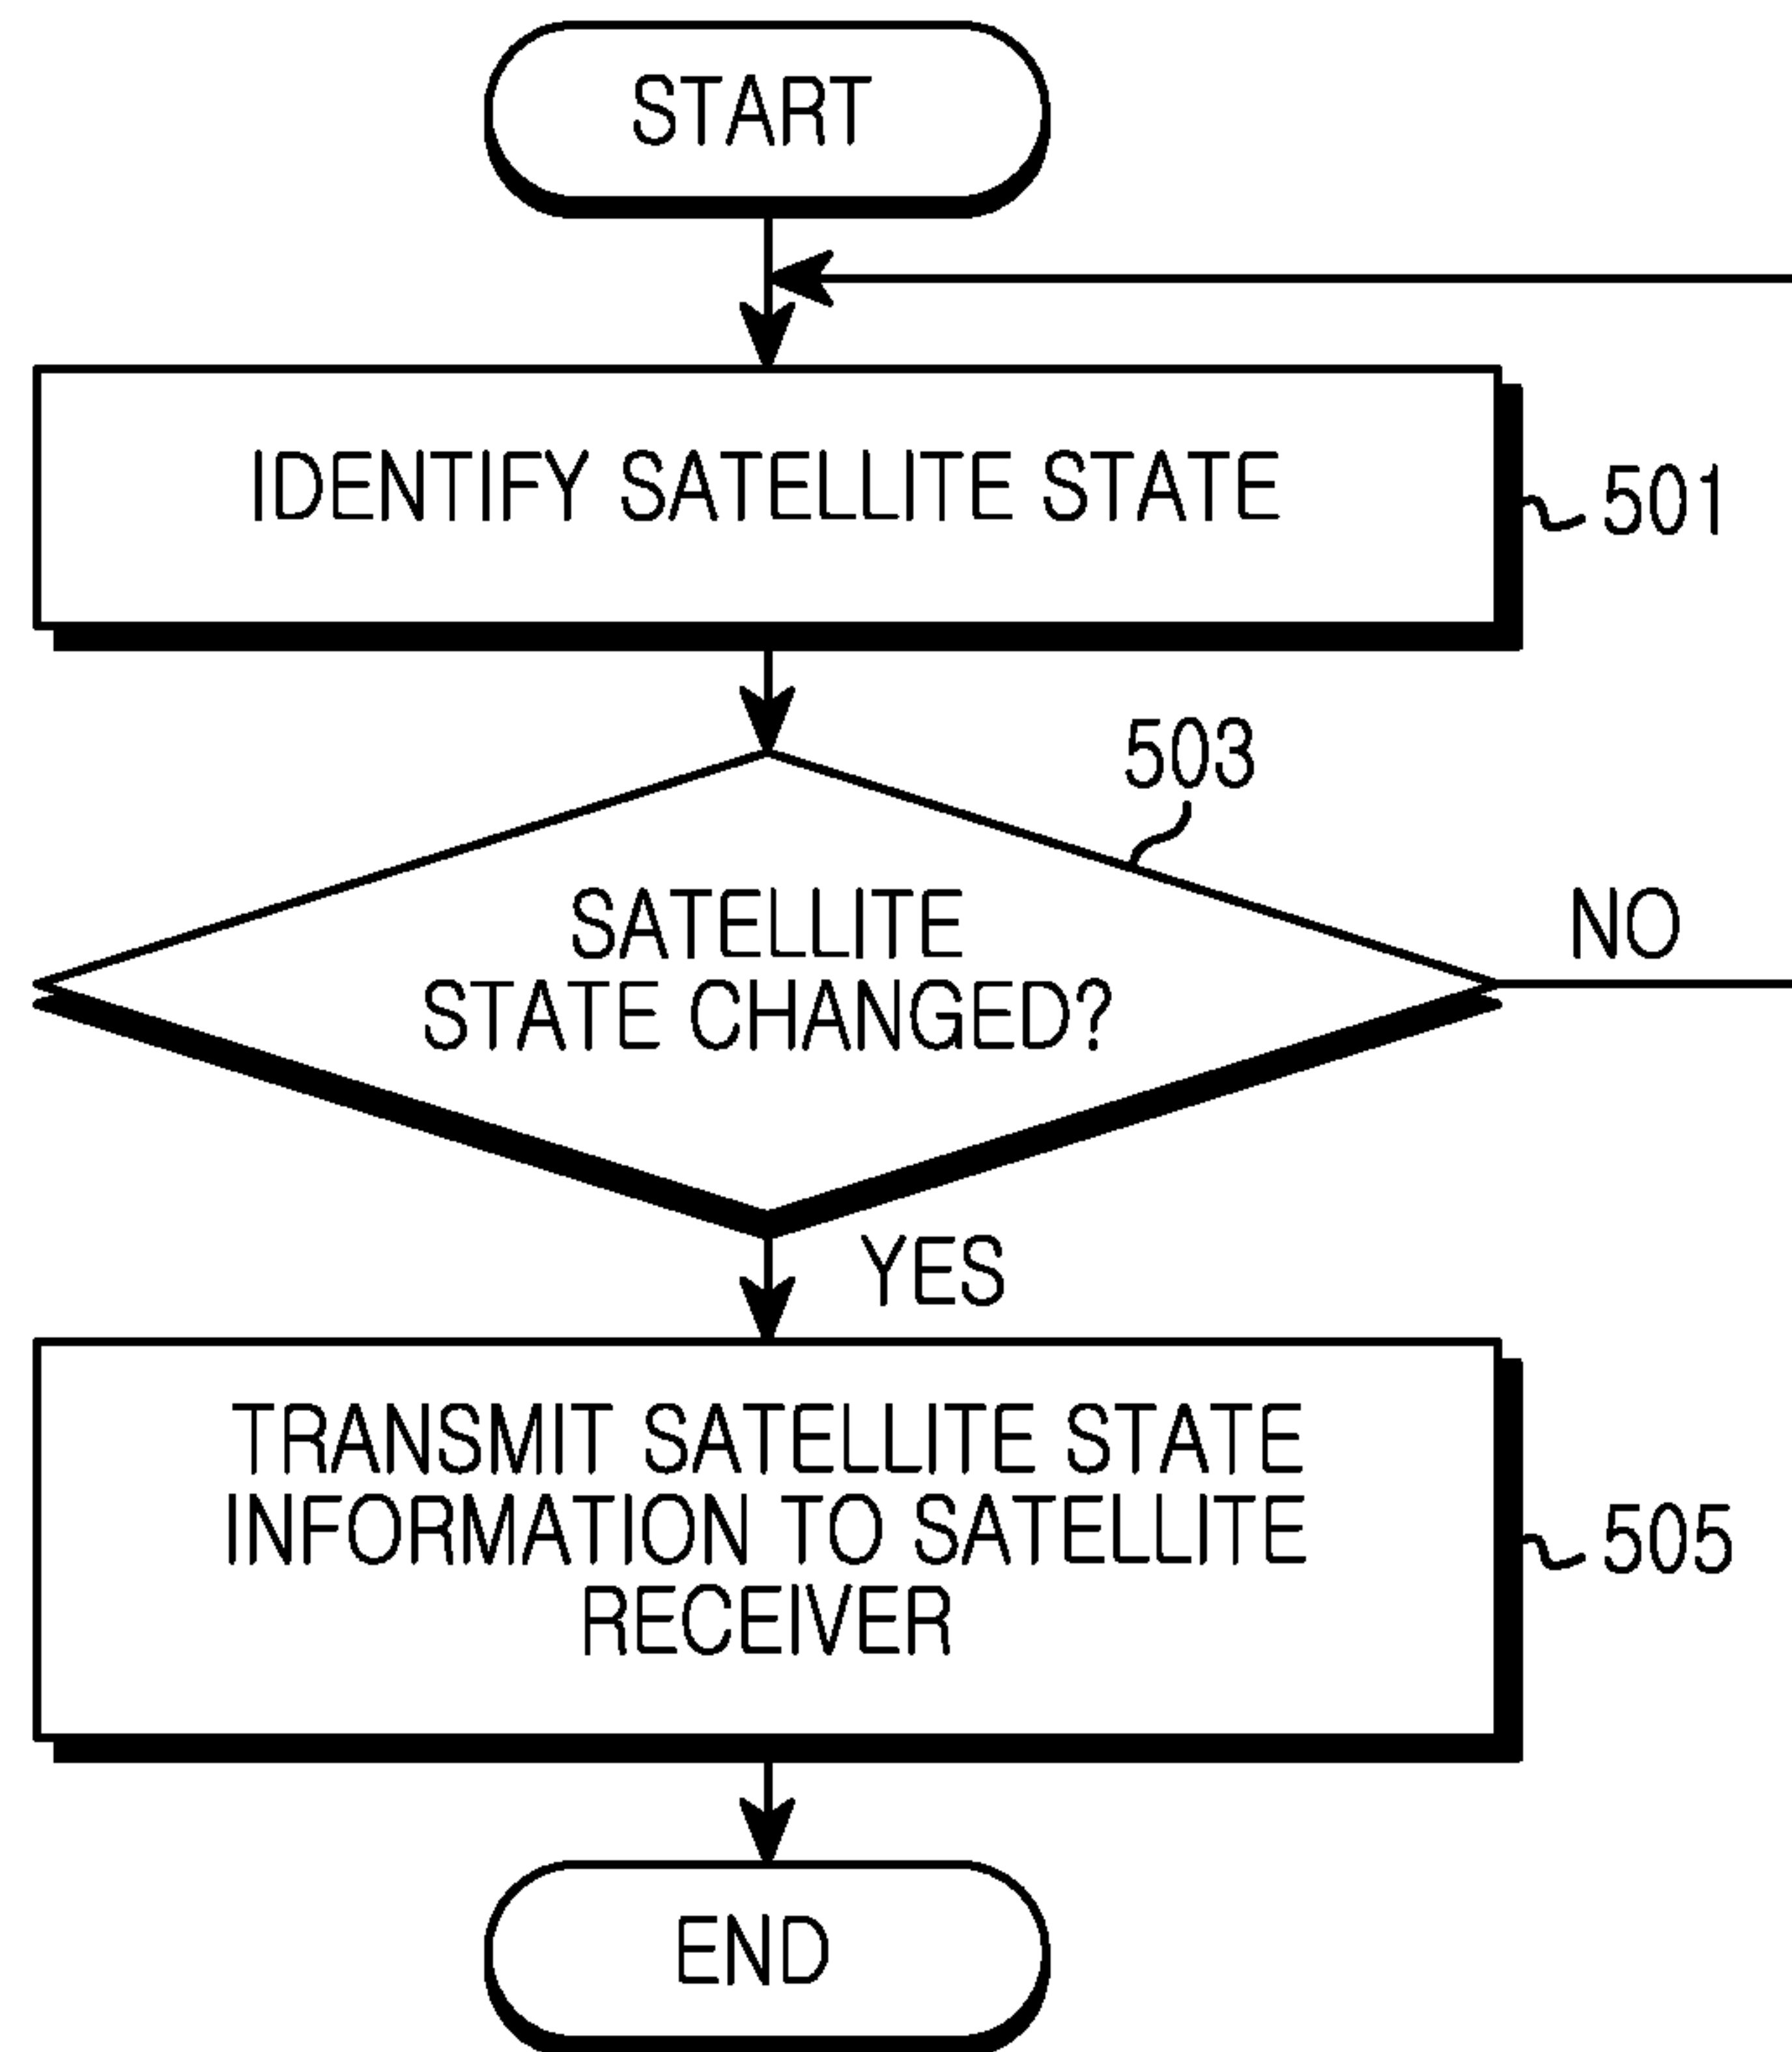 START
IDENTIFY SATELLITE STATE
501
503
SATELLITE
STATE CHANGED?
NO
YES
TRANSMIT SATELLITE STATE
INFORMATION TO SATELLITE
RECEIVER
505
END